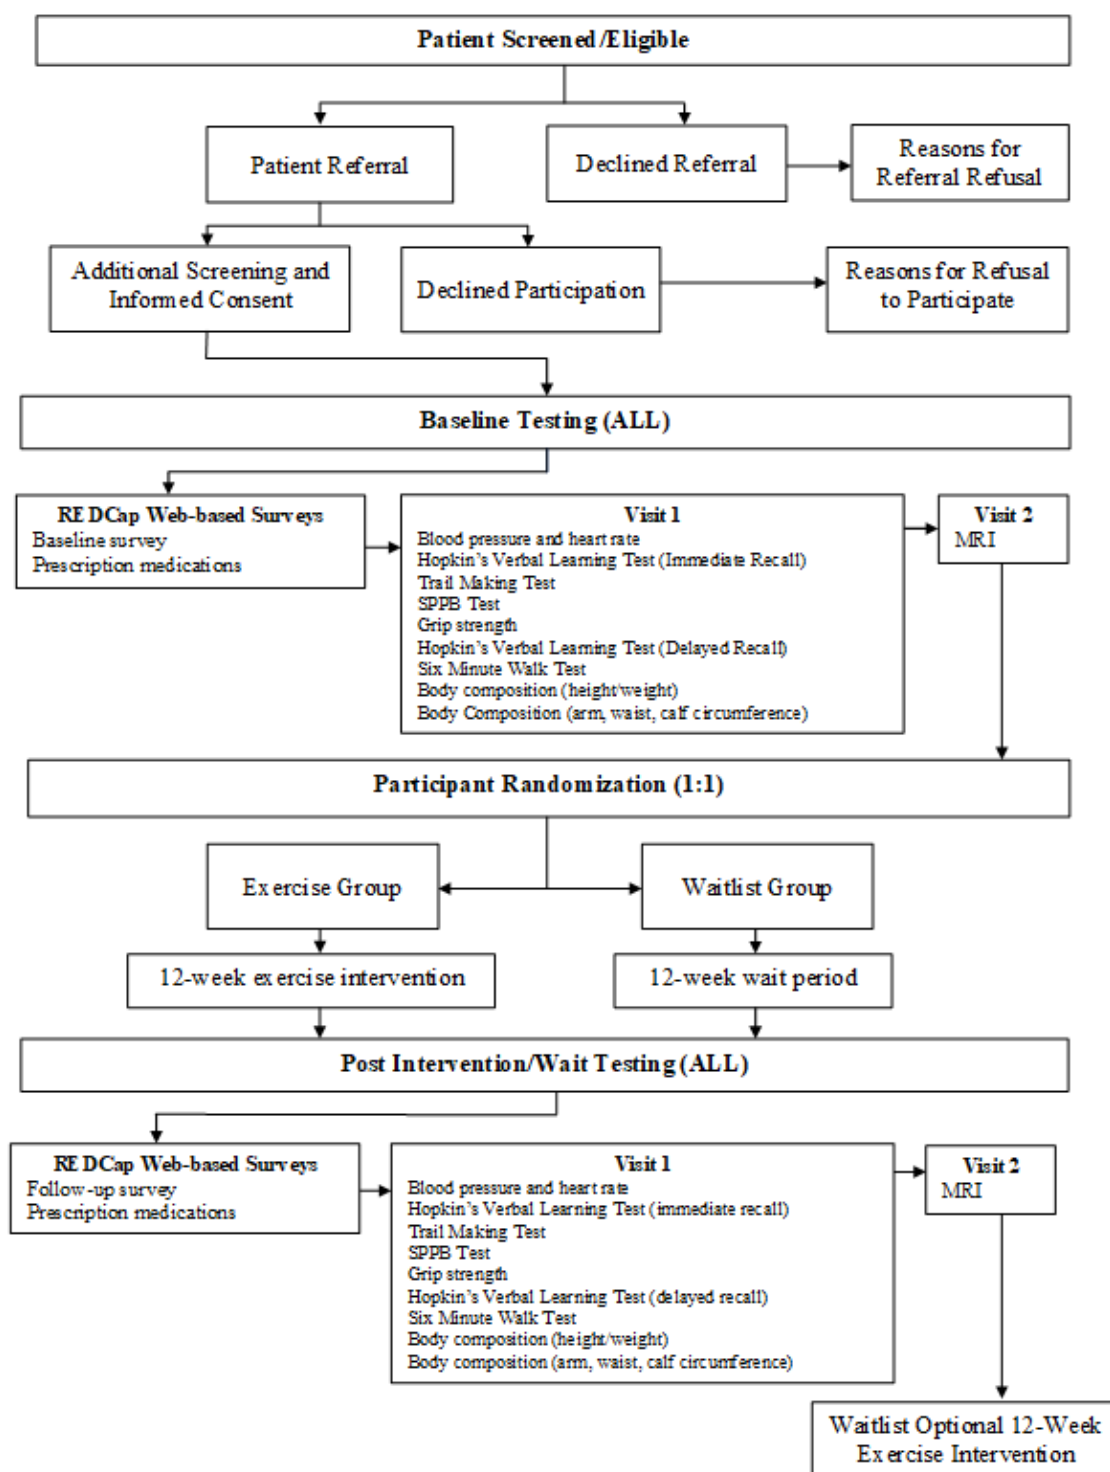 Patient Screened/Eligible
Patient Referral
Declined Referral
Reasons for
Referral Refusal
Additional Screening and
Informed Consent
Declined Participation
Reasons for Refusal
to Participate
Baseline Testing (ALL)
REDCap Web-based Surveys
Baseline survey
Prescription medications
Visit 1
Blood pressure and heart rate
Hopkin's Verbal Learning Test (Immediate Recall)
Trail Making Test
SPPB Test
Grip strength
Hopkin's Verbal Learning Test (Delayed Recall)
Six Minute Walk Test
Body composition (height/weight)
Body Composition (arm, waist, calf circumference)
Visit 2
MRI
Participant Randomization (1:1)
Exercise Group
Waitlist Group
12-week exercise intervention
12-week wait period
Post Intervention/Wait Testing (ALL)
REDCap Web-based Surveys
Follow-up survey
Prescription medications
Visit 1
Blood pressure and heart rate
Hopkin's Verbal Learning Test (immediate recall)
Trail Making Test
SPPB Test
Grip strength
Hopkin's Verbal Learning Test (delayed recall)
Six Minute Walk Test
Body composition (height/weight)
Body composition (arm, waist, calf circumference)
Visit 2
MRI
Waitlist Optional 12-Week
Exercise Intervention